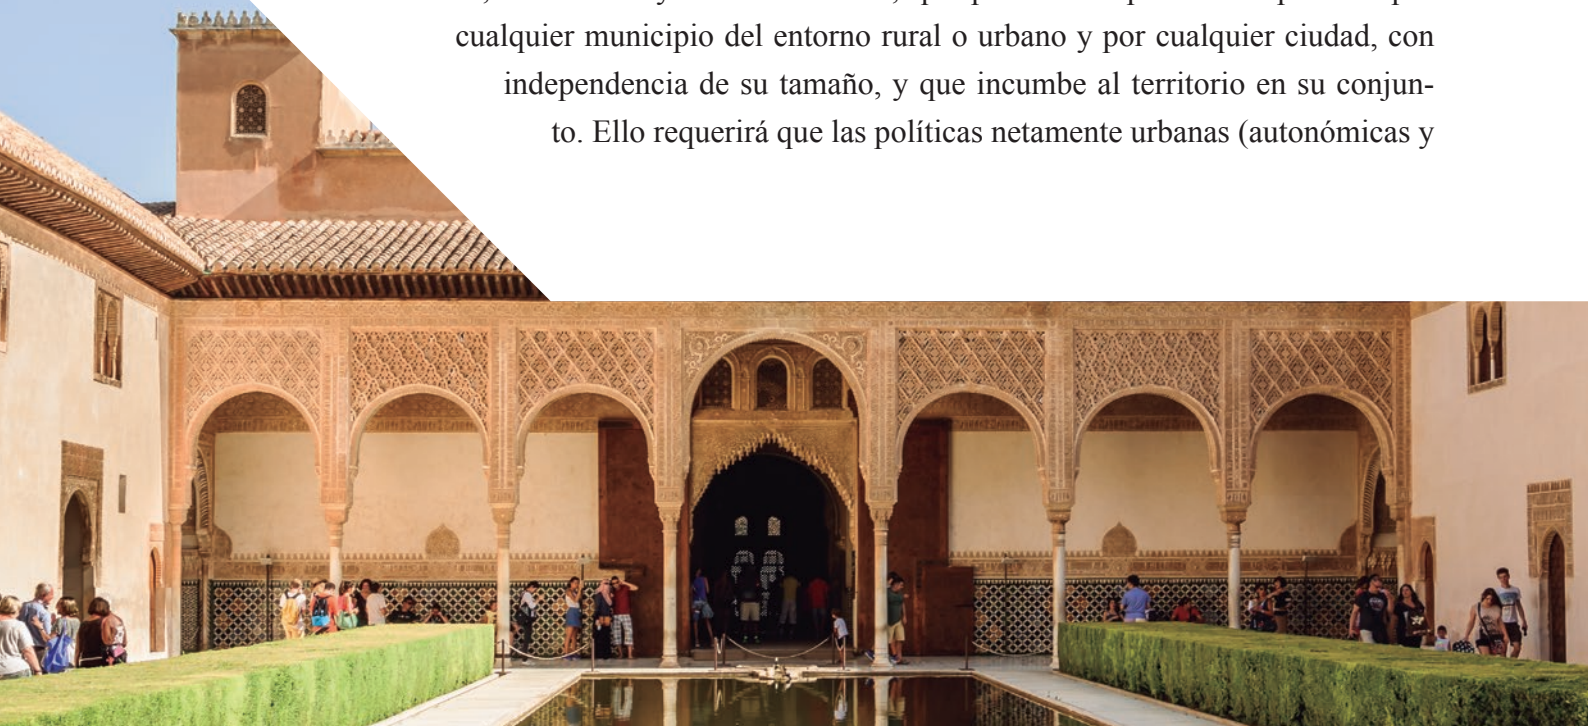 cualquier municipio del entorno rural o urbano y por cualquier ciudad, con
independencia de su tamaño, y que incumbe al territorio en su conjun-
to. Ello requerirá que las políticas netamente urbanas (autonómicas y